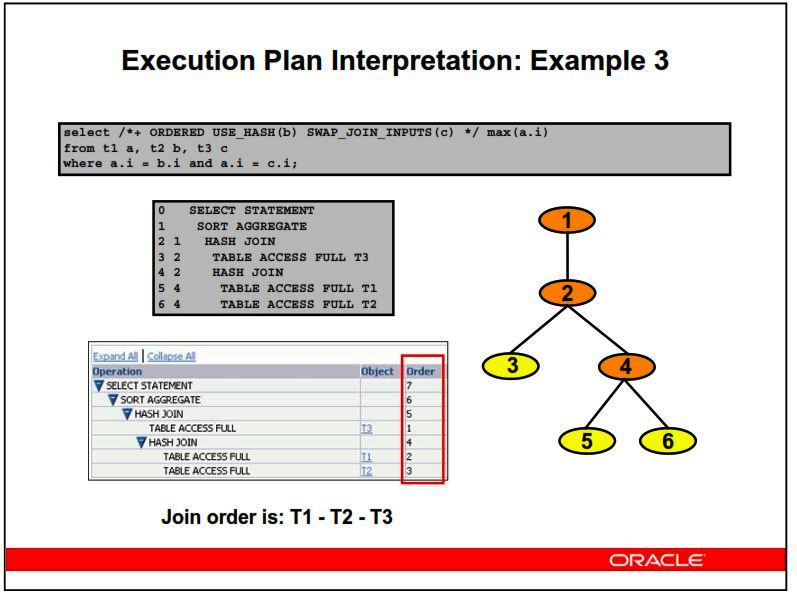 Execution Plan Interpretation: Example 3
select /*+ ORDERED USE_HASH(b) SWAP_JOIN_INPUTS(c) */ max(a.i)
from t1 a, t2 b, t3 c
where a.i = b.i and a.i = c.i;
0 SELECT STATEMENT
1 SORT AGGREGATE
2 1 HASH JOIN
3 2 TABLE ACCESS FULL T3
4 2 HASH JOIN
5 4 TABLE ACCESS FULL T1
6 4 TABLE ACCESS FULL T2
1
2
3 4
5 6
Expand All | Collapse All
Operation Object Order
SELECT STATEMENT 7
SORT AGGREGATE 6
HASH JOIN 5
TABLE ACCESS FULL T3 1
HASH JOIN 4
TABLE ACCESS FULL T1 2
TABLE ACCESS FULL T2 3
Join order is: T1 - T2 - T3
ORACLE